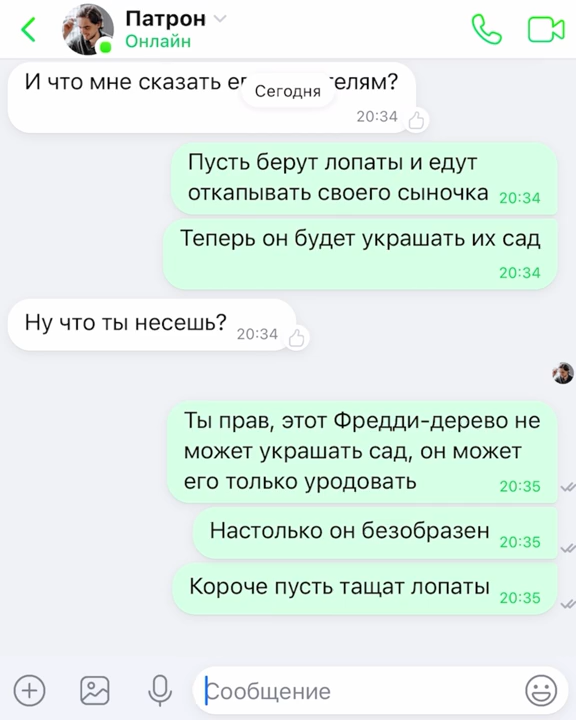 Патрон
Онлайн
И что мне сказать
Сегодня
20:34
Пусть берут лопаты и едут
откапывать своего сыночка 20:34
Теперь он будет украшать их сад
20:34
Ну что ты несешь? 20:34
Ты прав, этот Фредди-дерево не
может украшать сад, он может
его только уродовать 20:35
Настолько он безобразен 20:35
Короче пусть тащат лопаты 20:35
Сообщение